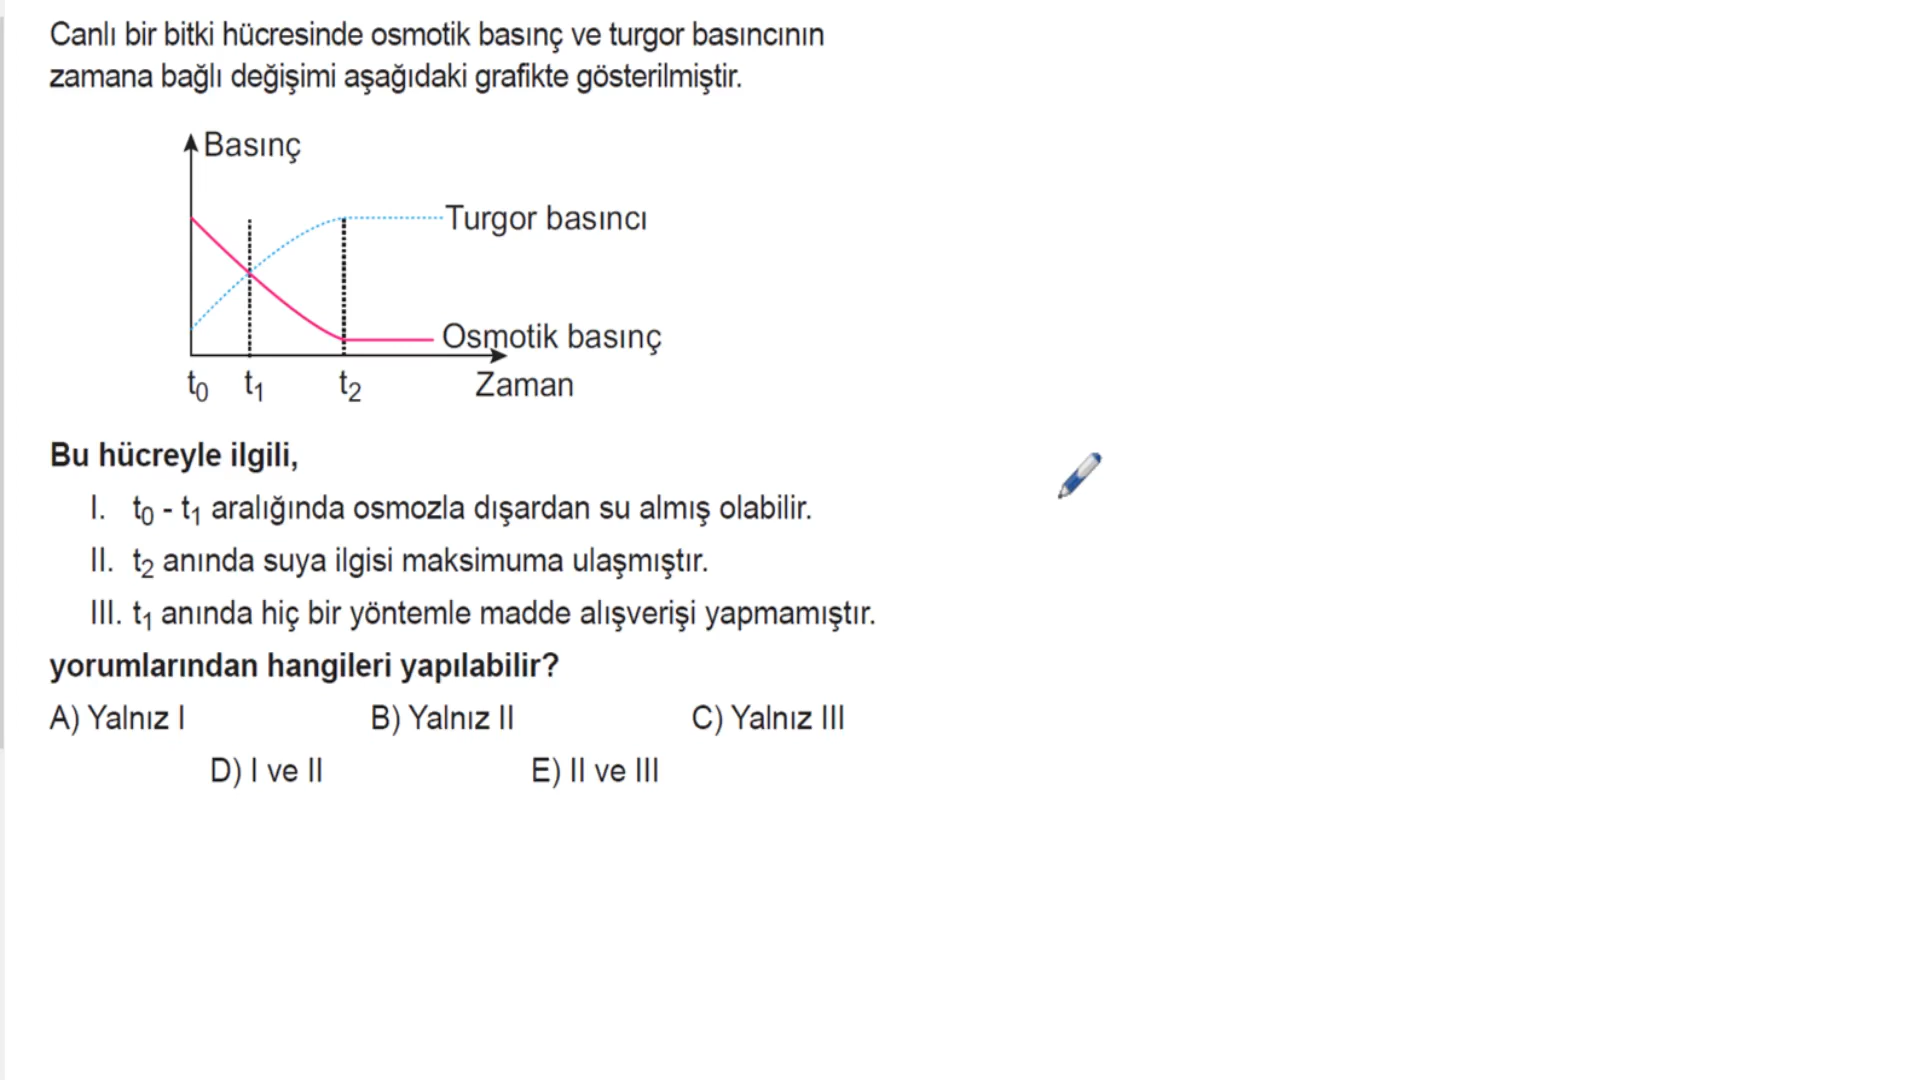 Canlı bir bitki hücresinde osmotik basınç ve turgor basıncının
zamana bağlı değişimi aşağıdaki grafikte gösterilmiştir.
Basınç
Turgor basıncı
Osmotik basınç
t0 t1 t2 Zaman
Bu hücreyle ilgili,
I. t0 - t1 aralığında osmozla dışardan su almış olabilir.
II. t2 anında suya ilgisi maksimuma ulaşmıştır.
III. t1 anında hiç bir yöntemle madde alışverişi yapmamıştır.
yorumlarından hangileri yapılabilir?
A) Yalnız I B) Yalnız II C) Yalnız III
D) I ve II E) II ve III